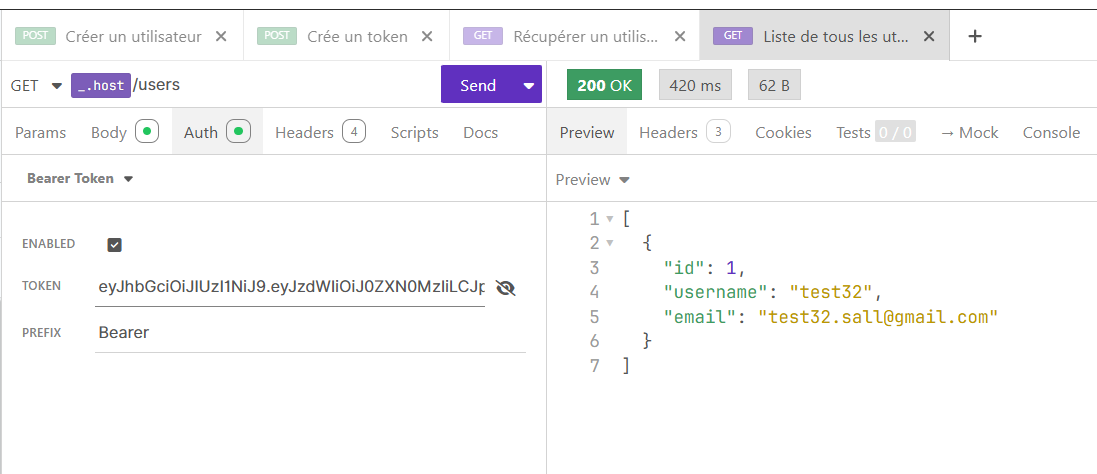 POST Créer un utilisateur POST Crée un token GET Récupérer un utilis... GET Liste de tous les ut...
GET _.host/users Send 200 OK 420 ms 62 B
Params Body Auth Headers 4 Scripts Docs
Preview Headers 3 Cookies Tests 0 / 0 → Mock Console
Bearer Token
Preview
ENABLED
TOKEN eyJhbGciOiJIUzI1NiJ9.eyJzdWIiOiJ0ZXN0MzIiLCJp
PREFIX Bearer
1 [
2 {
3 "id": 1,
4 "username": "test32",
5 "email": "test32.sall@gmail.com"
6 }
7 ]